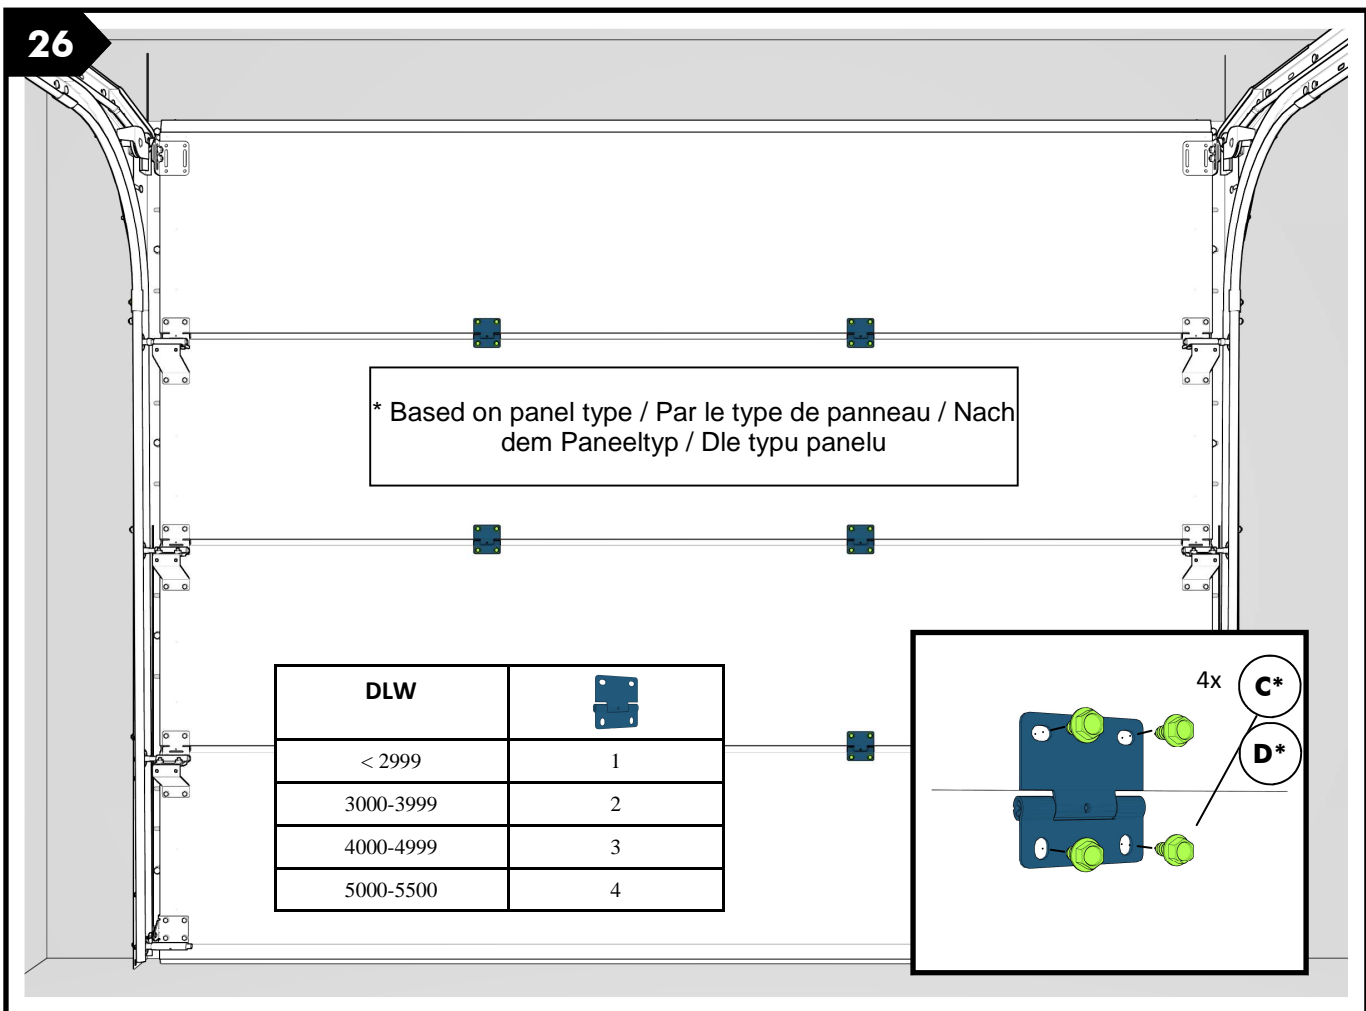 26
* Based on panel type / Par le type de panneau / Nach
dem Paneeltyp / Dle typu panelu
DLW
< 2999 1
3000-3999 2
4000-4999 3
5000-5500 4
4x C*
D*